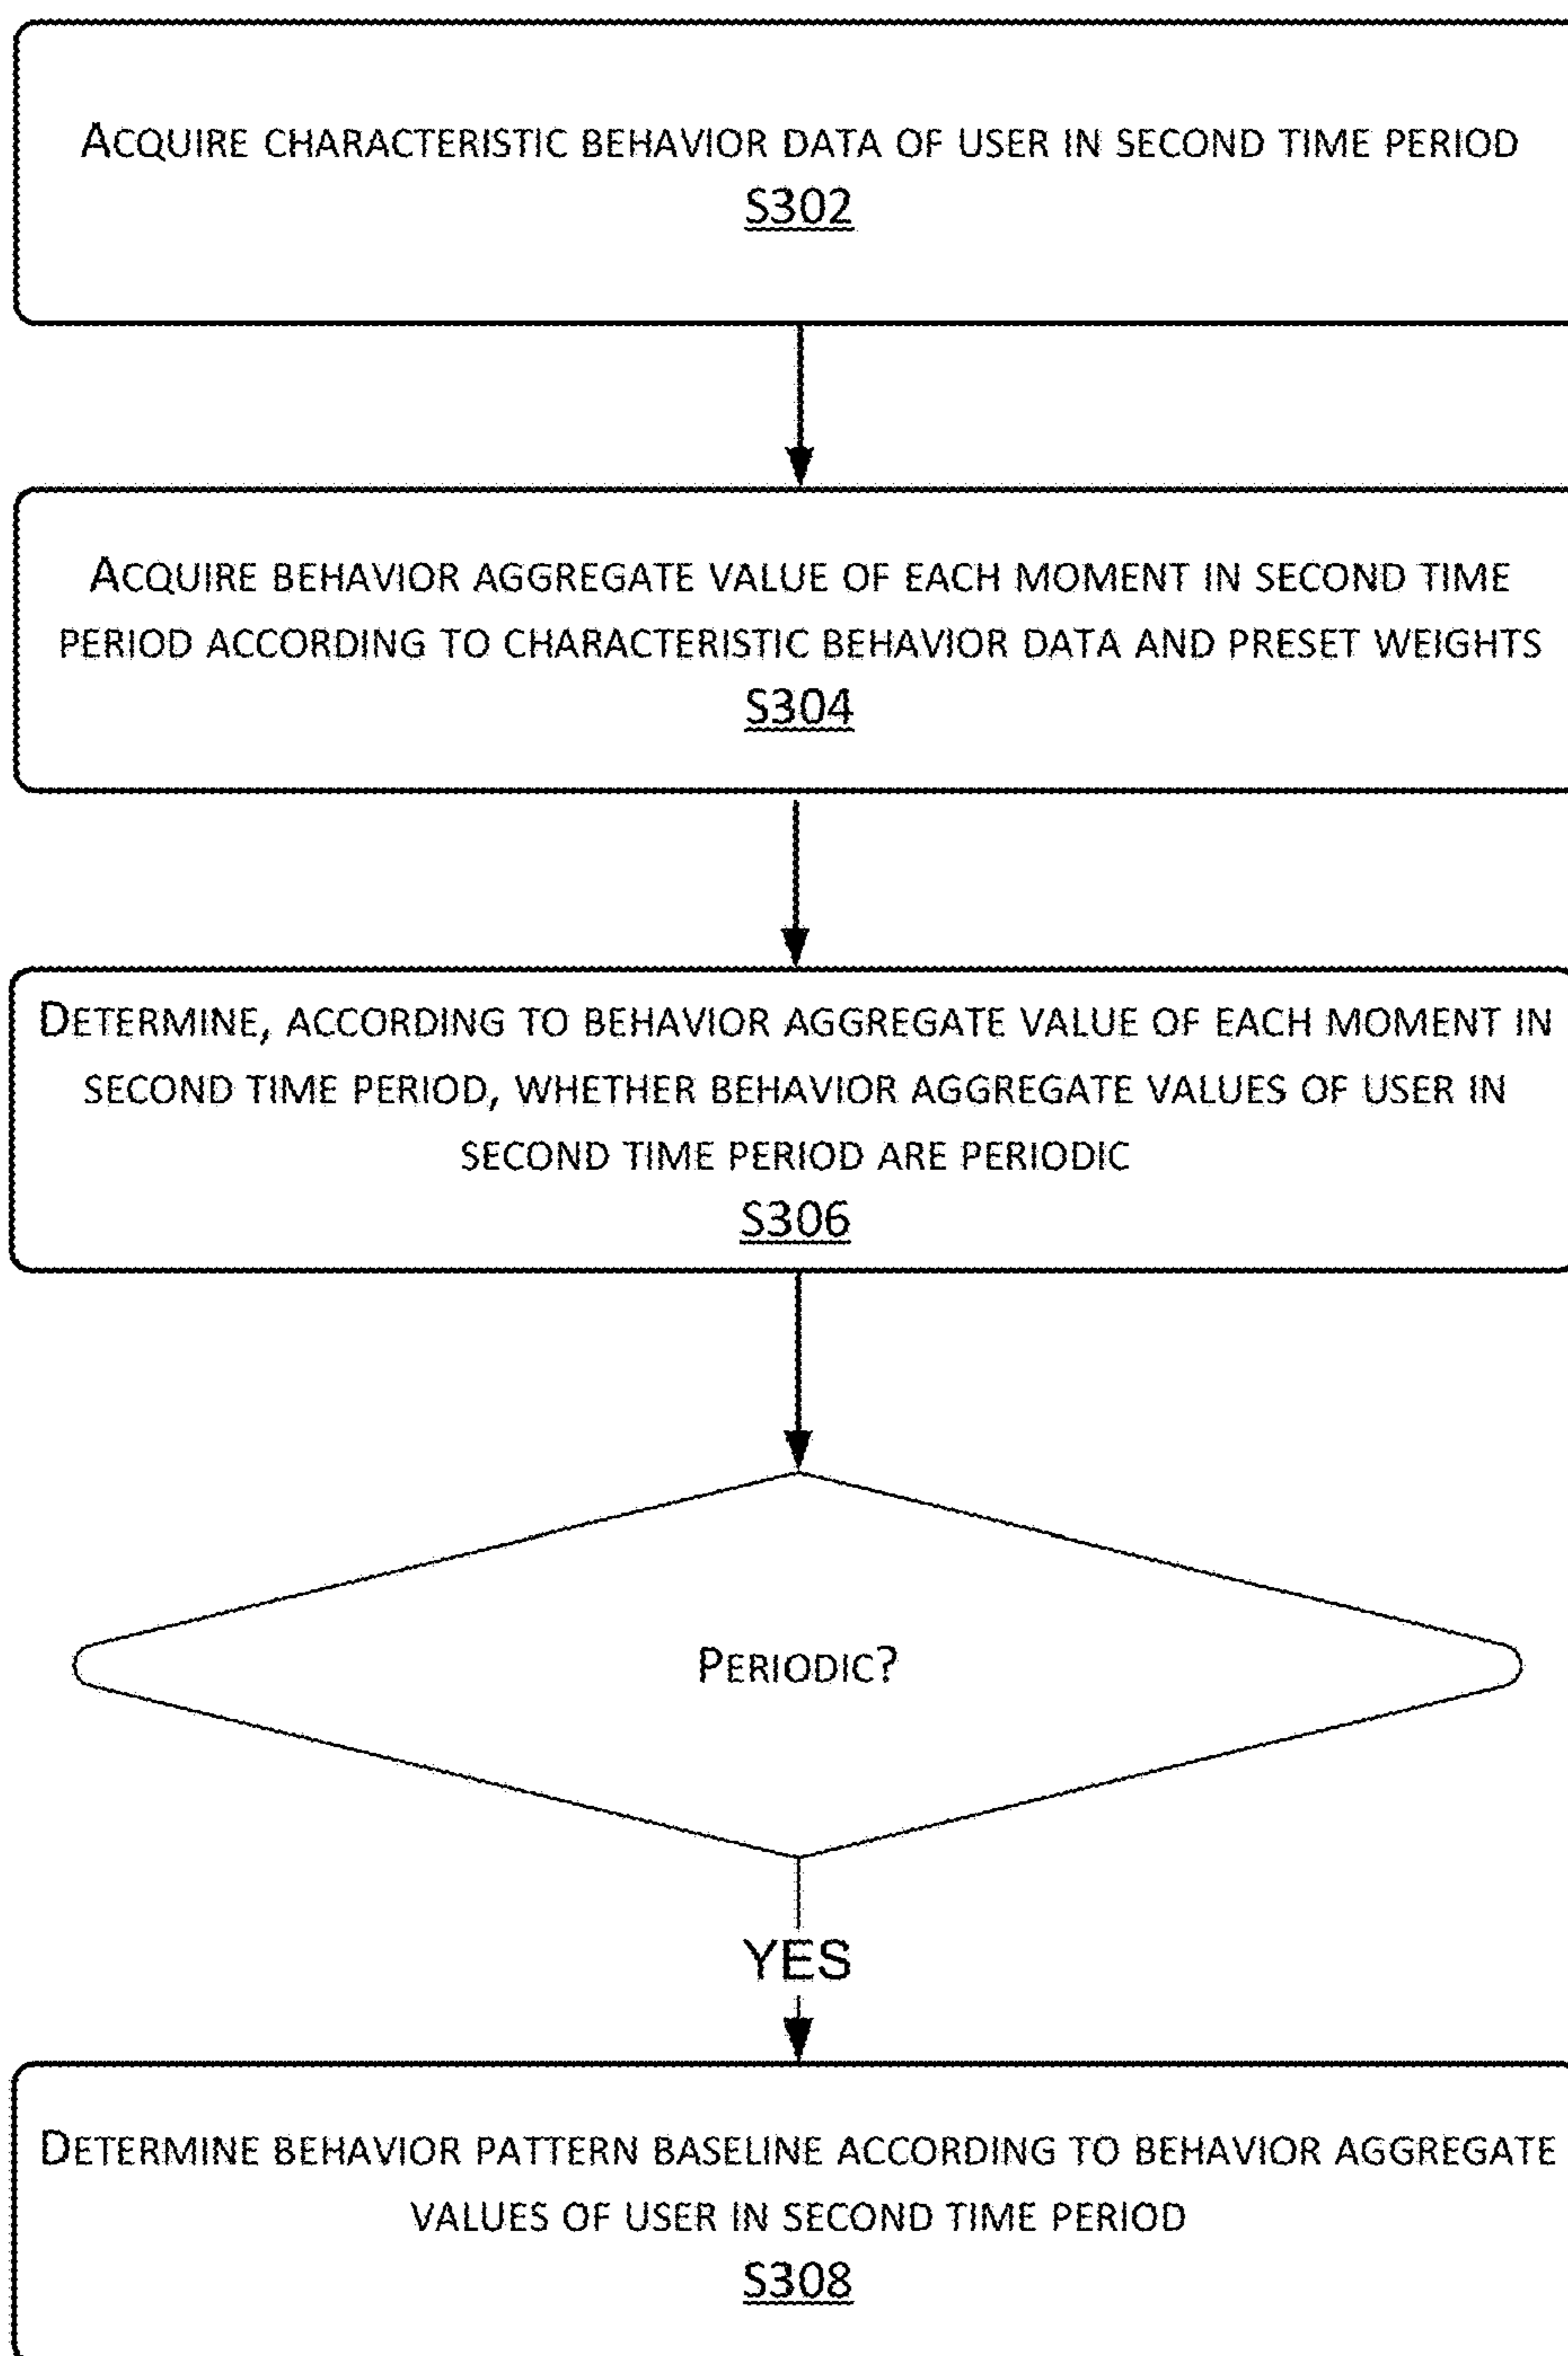 ACQUIRE CHARACTERISTIC BEHAVIOR DATA OF USER IN SECOND TIME PERIOD
S302
ACQUIRE BEHAVIOR AGGREGATE VALUE OF EACH MOMENT IN SECOND TIME
PERIOD ACCORDING TO CHARACTERISTIC BEHAVIOR DATA AND PRESET WEIGHTS
S304
DETERMINE, ACCORDING TO BEHAVIOR AGGREGATE VALUE OF EACH MOMENT IN
SECOND TIME PERIOD, WHETHER BEHAVIOR AGGREGATE VALUES OF USER IN
SECOND TIME PERIOD ARE PERIODIC
S306
PERIODIC?
YES
DETERMINE BEHAVIOR PATTERN BASELINE ACCORDING TO BEHAVIOR AGGREGATE
VALUES OF USER IN SECOND TIME PERIOD
S308